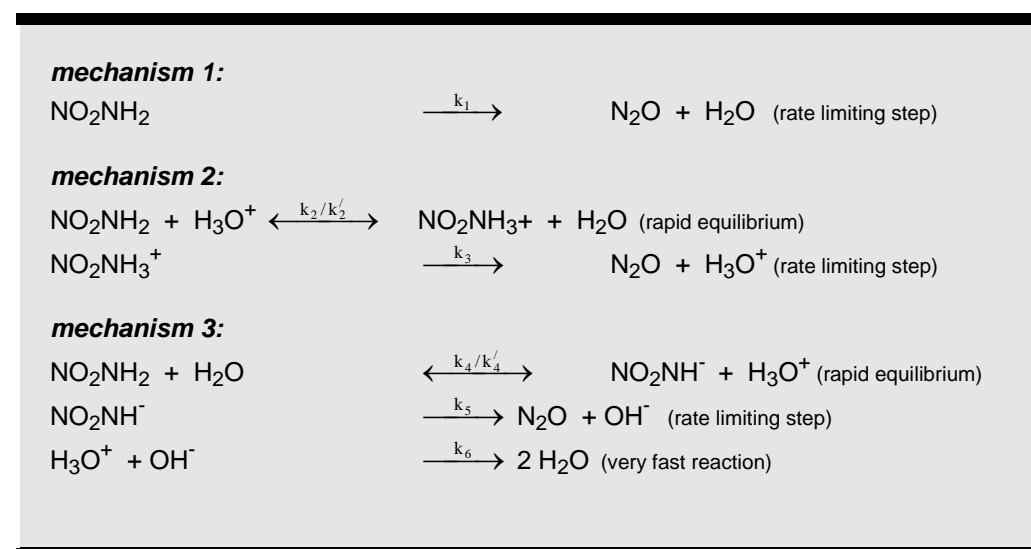 mechanism 1:
NO₂NH₂ —k₁→ N₂O + H₂O (rate limiting step)
mechanism 2:
NO₂NH₂ + H₃O⁺ ←k₂/k₂′→ NO₂NH₃+ + H₂O (rapid equilibrium)
NO₂NH₃⁺ —k₃→ N₂O + H₃O⁺ (rate limiting step)
mechanism 3:
NO₂NH₂ + H₂O ←k₄/k₄′→ NO₂NH⁻ + H₃O⁺ (rapid equilibrium)
NO₂NH⁻ —k₅→ N₂O + OH⁻ (rate limiting step)
H₃O⁺ + OH⁻ —k₆→ 2 H₂O (very fast reaction)